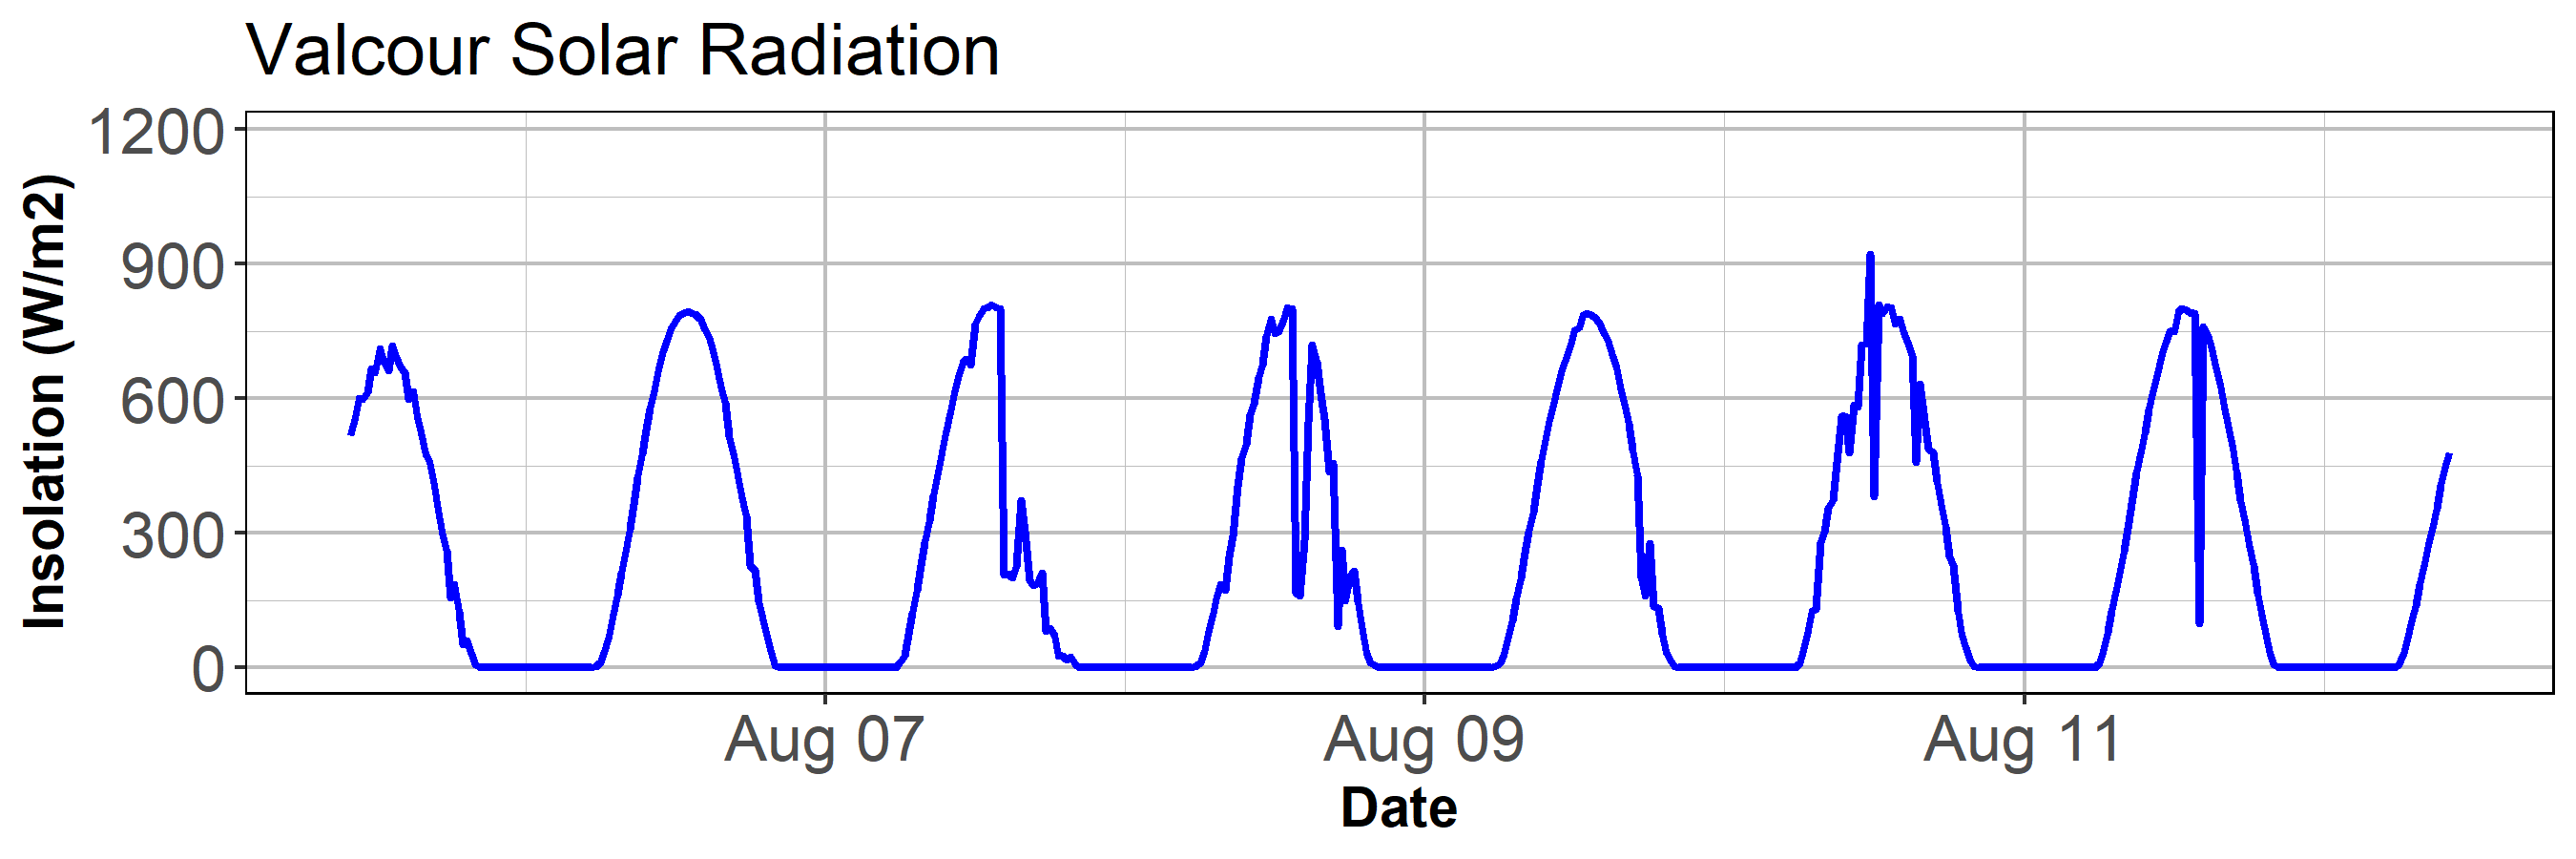 Valcour Solar Radiation
1200
900
600
300
0
Insolation (W/m2)
Aug 07
Aug 09
Aug 11
Date